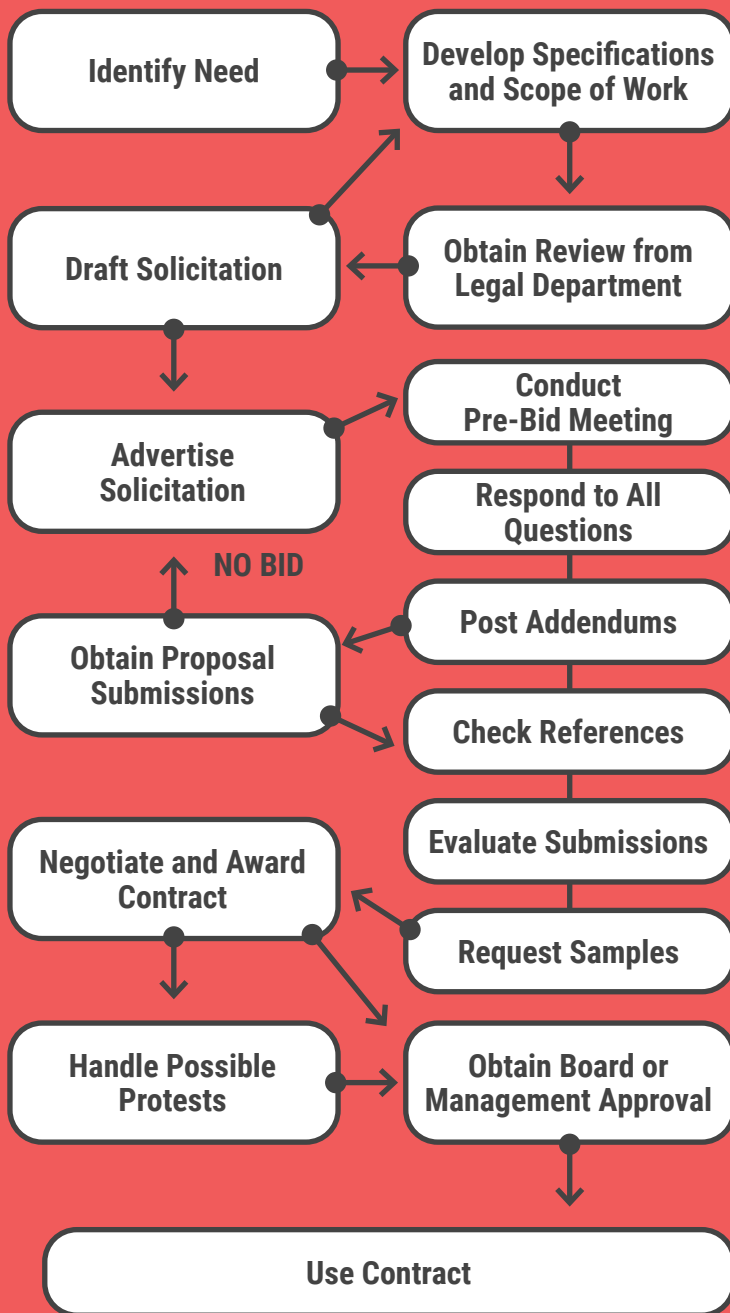 Identify Need
Develop Specifications
and Scope of Work
Draft Solicitation
Obtain Review from
Legal Department
Conduct
Pre-Bid Meeting
Advertise
Solicitation
Respond to All
Questions
NO BID
Post Addendums
Obtain Proposal
Submissions
Check References
Evaluate Submissions
Negotiate and Award
Contract
Request Samples
Handle Possible
Protests
Obtain Board or
Management Approval
Use Contract